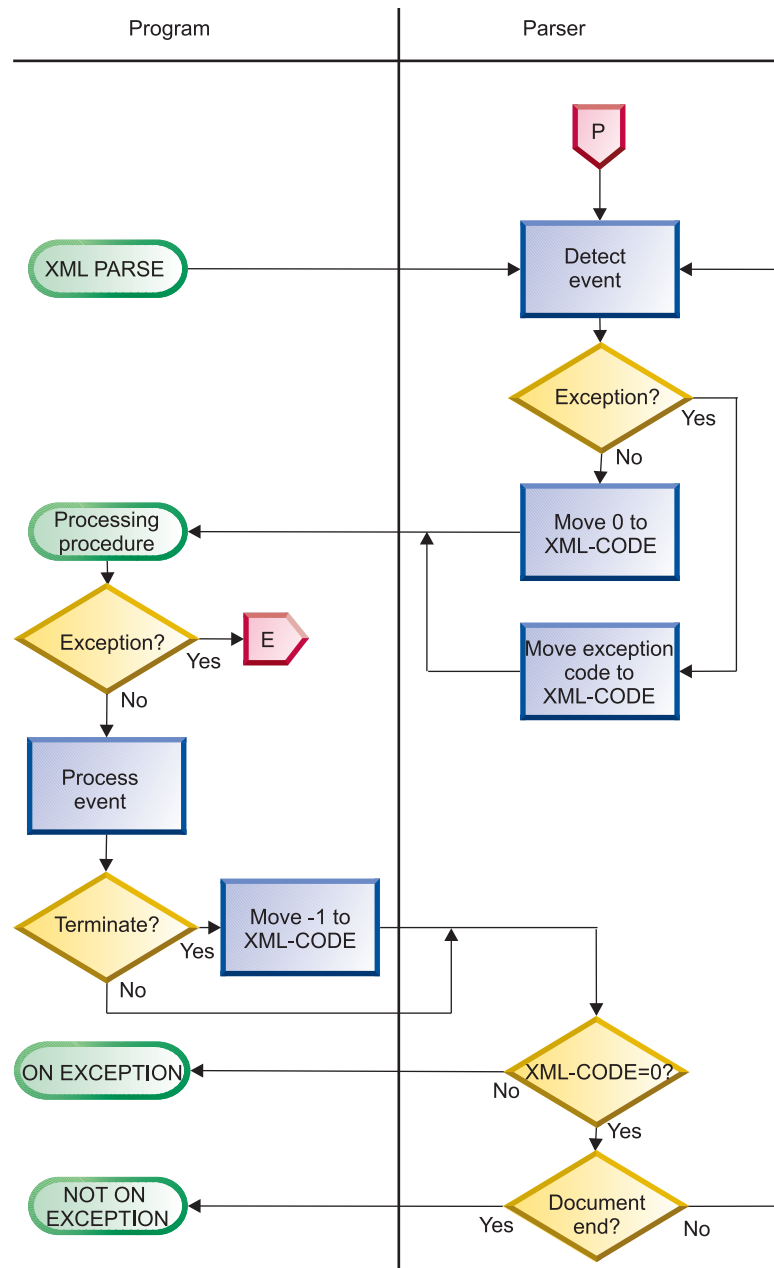 Program
Parser
P
XML PARSE
Detect
event
Exception?
Yes
No
Processing
procedure
Move 0 to
XML-CODE
Exception?
Yes
E
No
Move exception
code to
XML-CODE
Process
event
Terminate?
Yes
Move -1 to
XML-CODE
No
ON EXCEPTION
No
XML-CODE=0?
Yes
NOT ON
EXCEPTION
Yes
Document
end?
No